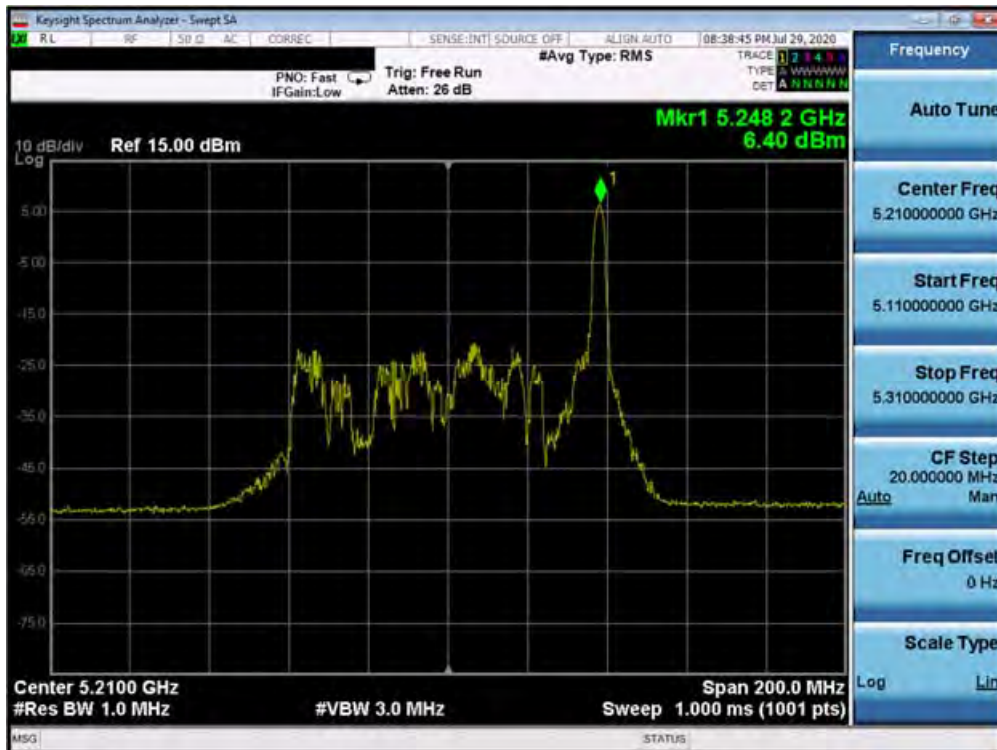 Keysight Spectrum Analyzer - Swept SA
LXI RL RF 50 Ω AC CORREC SENSE:INT SOURCE OFF ALIGN AUTO 08:38:45 PM Jul 29, 2020
#Avg Type: RMS
TRACE 1 2 3 4 5 6
PNO: Fast Trig: Free Run
TYPE A WWWWW
IFGain:Low Atten: 26 dB
DET A N N N N N
Mkr1 5.248 2 GHz
6.40 dBm
10 dB/div Ref 15.00 dBm
Log
1
5.00
-5.00
-15.0
-25.0
-35.0
-45.0
-55.0
-65.0
-75.0
Center 5.2100 GHz Span 200.0 MHz
#Res BW 1.0 MHz #VBW 3.0 MHz Sweep 1.000 ms (1001 pts)
MSG STATUS
Frequency
Auto Tune
Center Freq
5.210000000 GHz
Start Freq
5.110000000 GHz
Stop Freq
5.310000000 GHz
CF Step
20.000000 MHz
Auto Man
Freq Offset
0 Hz
Scale Type
Log Lin